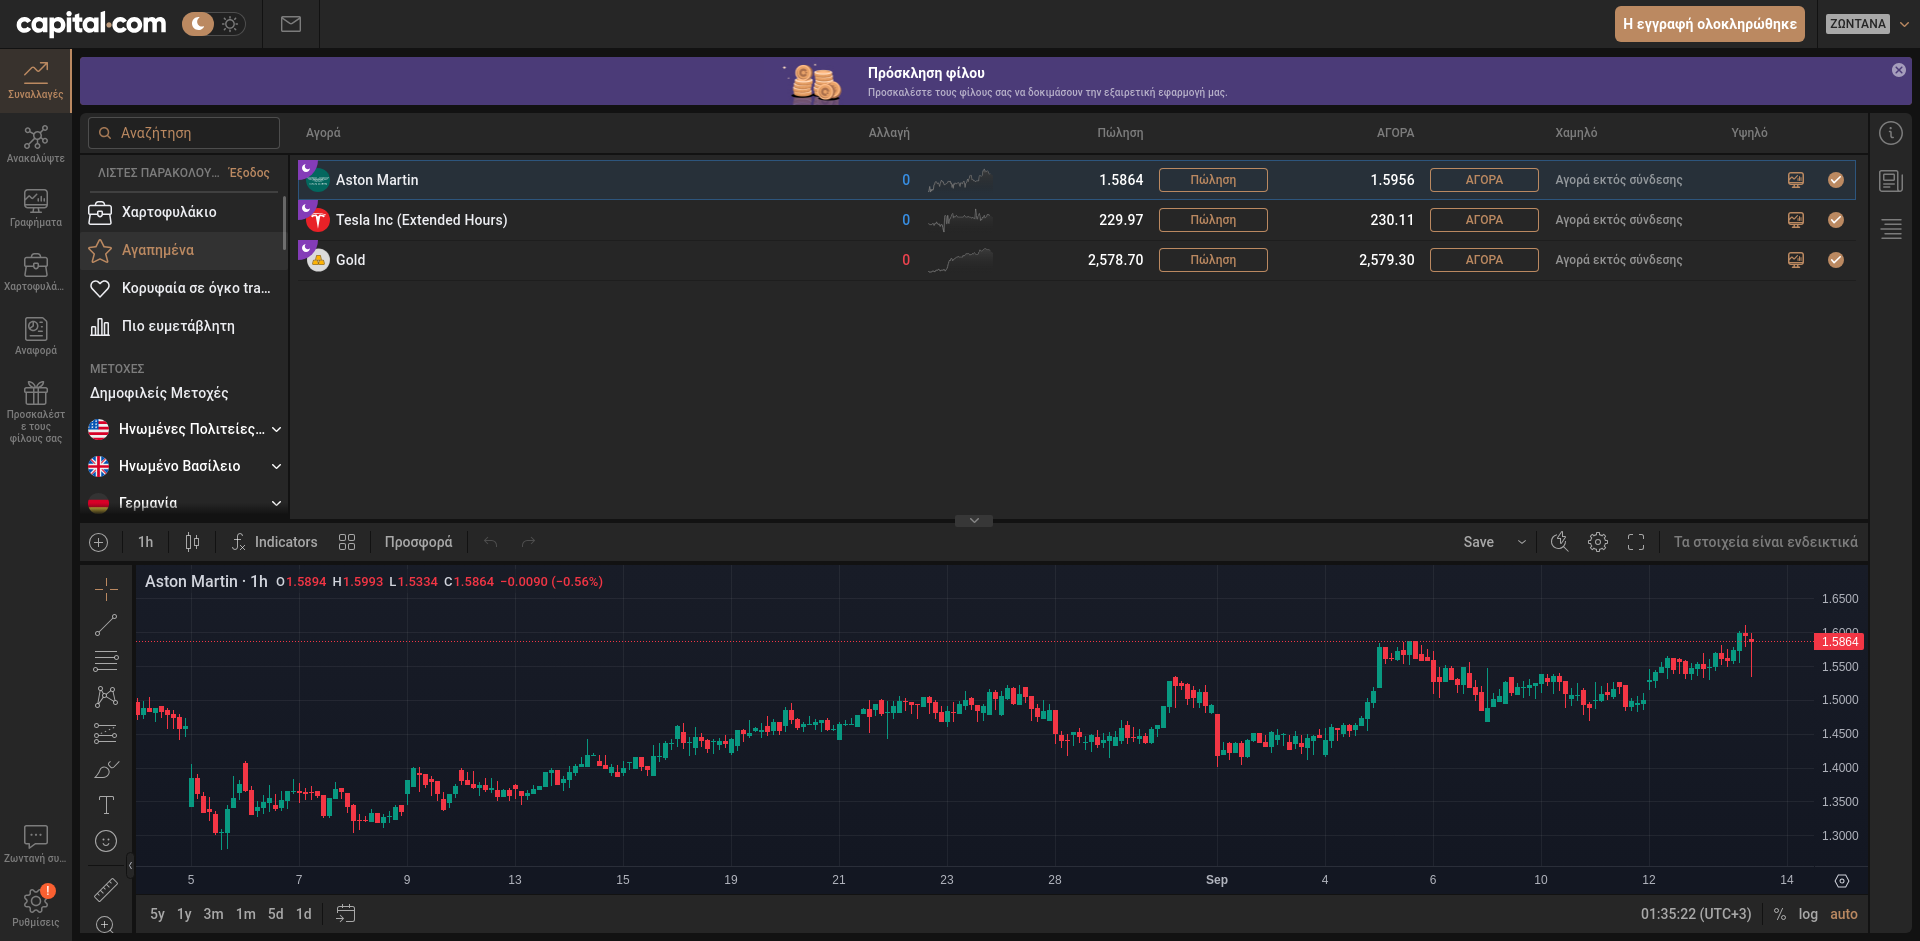 capital.com
Η εγγραφή ολοκληρώθηκε
ΖΩΝΤΑΝΑ
Συναλλαγές
Ανακαλύψτε
Γραφήματα
Χαρτοφυλά...
Αναφορά
Προσκαλέστ
ε τους
φίλους σας
Ζωντανή συ...
Ρυθμίσεις
Πρόσκληση φίλου
Προσκαλέστε τους φίλους σας να δοκιμάσουν την εξαιρετική εφαρμογή μας.
Αναζήτηση
ΛΙΣΤΕΣ ΠΑΡΑΚΟΛΟΥ... Έξοδος
Χαρτοφυλάκιο
Αγαπημένα
Κορυφαία σε όγκο tra...
Πιο ευμετάβλητη
ΜΕΤΟΧΕΣ
Δημοφιλείς Μετοχές
Ηνωμένες Πολιτείες...
Ηνωμένο Βασίλειο
Γερμανία
Αγορά Αλλαγή Πώληση ΑΓΟΡΑ Χαμηλό Υψηλό
Aston Martin 0 1.5864 Πώληση 1.5956 ΑΓΟΡΑ Αγορά εκτός σύνδεσης
Tesla Inc (Extended Hours) 0 229.97 Πώληση 230.11 ΑΓΟΡΑ Αγορά εκτός σύνδεσης
Gold 0 2,578.70 Πώληση 2,579.30 ΑΓΟΡΑ Αγορά εκτός σύνδεσης
1h Indicators Προσφορά Save Τα στοιχεία είναι ενδεικτικά
Aston Martin · 1h O1.5894 H1.5993 L1.5334 C1.5864 −0.0090 (−0.56%)
1.6500
1.5864
1.5500
1.5000
1.4500
1.4000
1.3500
1.3000
5 7 9 13 15 19 21 23 28 Sep 4 6 10 12 14
5y 1y 3m 1m 5d 1d 01:35:22 (UTC+3) % log auto